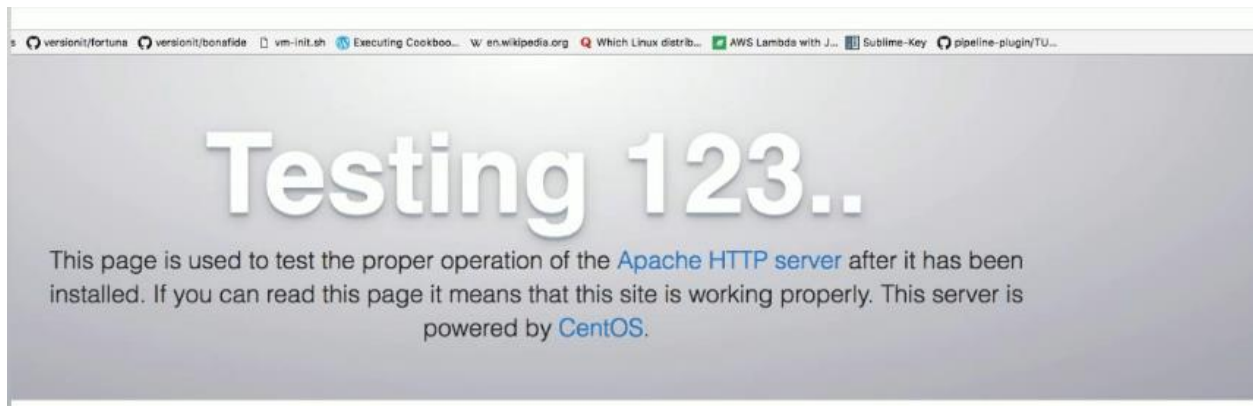 s versionit/fortuna versionit/bonafide vm-init.sh Executing Cookboo... W en.wikipedia.org Q Which Linux distrib... AWS Lambda with J... Sublime-Key pipeline-plugin/TU...
Testing 123..
This page is used to test the proper operation of the Apache HTTP server after it has been
installed. If you can read this page it means that this site is working properly. This server is
powered by CentOS.